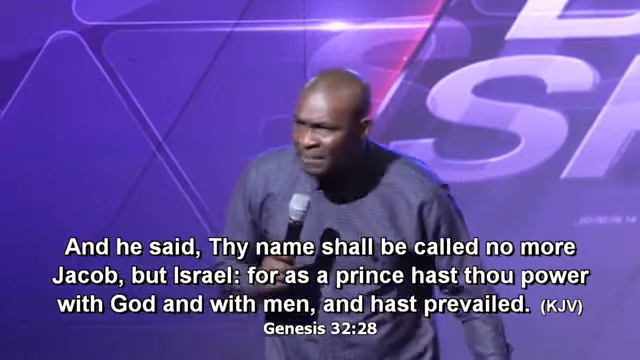 SH
And he said, Thy name shall be called no more
Jacob, but Israel: for as a prince hast thou power
with God and with men, and hast prevailed. (KJV)
Genesis 32:28